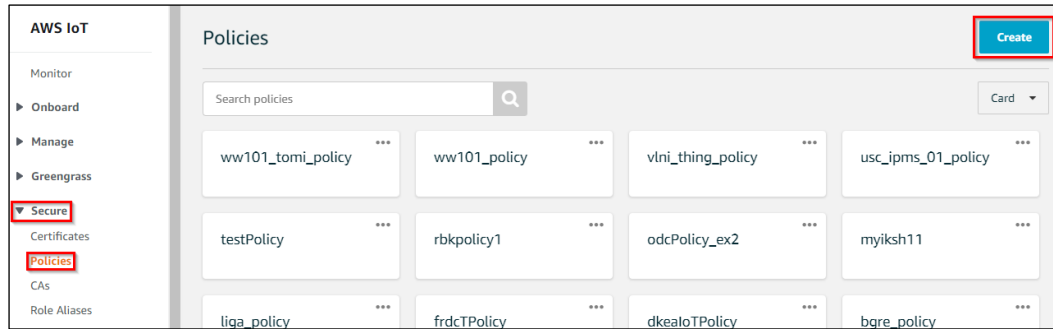 AWS IoT
Monitor
Onboard
Manage
Greengrass
Secure
Certificates
Policies
CAs
Role Aliases
Policies
Create
Search policies
Card
ww101_tomi_policy
ww101_policy
vlni_thing_policy
usc_ipms_01_policy
testPolicy
rbkpolicy1
odcPolicy_ex2
myiksh11
liga_policy
frdcTPolicy
dkeaIoTPolicy
bgre_policy